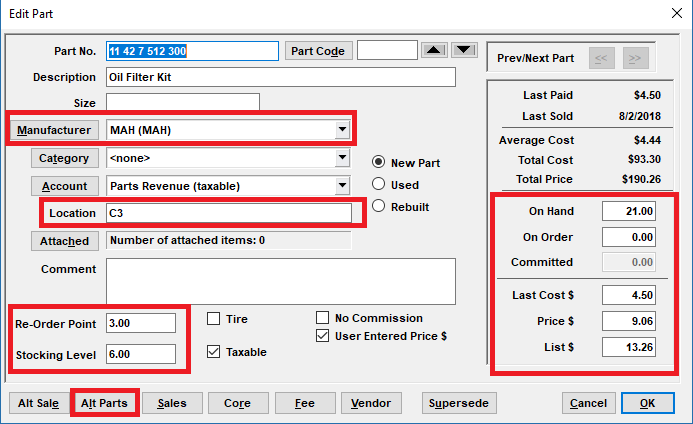 Edit Part
Part No. 11 42 7 512 300 Part Code
Description Oil Filter Kit
Size
Manufacturer MAH (MAH)
Category <none>
Account Parts Revenue (taxable)
Location C3
Attached Number of attached items: 0
Comment
New Part
Used
Rebuilt
Re-Order Point 3.00
Stocking Level 6.00
Tire
Taxable
No Commission
User Entered Price $
Prev/Next Part << >>
Last Paid $4.50
Last Sold 8/2/2018
Average Cost $4.44
Total Cost $93.30
Total Price $190.26
On Hand 21.00
On Order 0.00
Committed 0.00
Last Cost $ 4.50
Price $ 9.06
List $ 13.26
Alt Sale Alt Parts Sales Core Fee Vendor Supersede Cancel OK